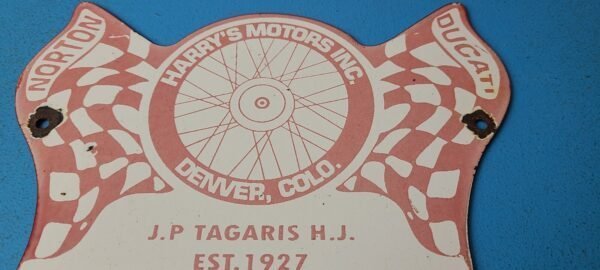 NORTON
HARRY'S MOTORS INC.
DUCATI
DENVER, COLO.
J.P TAGARIS H.J.
EST.1927